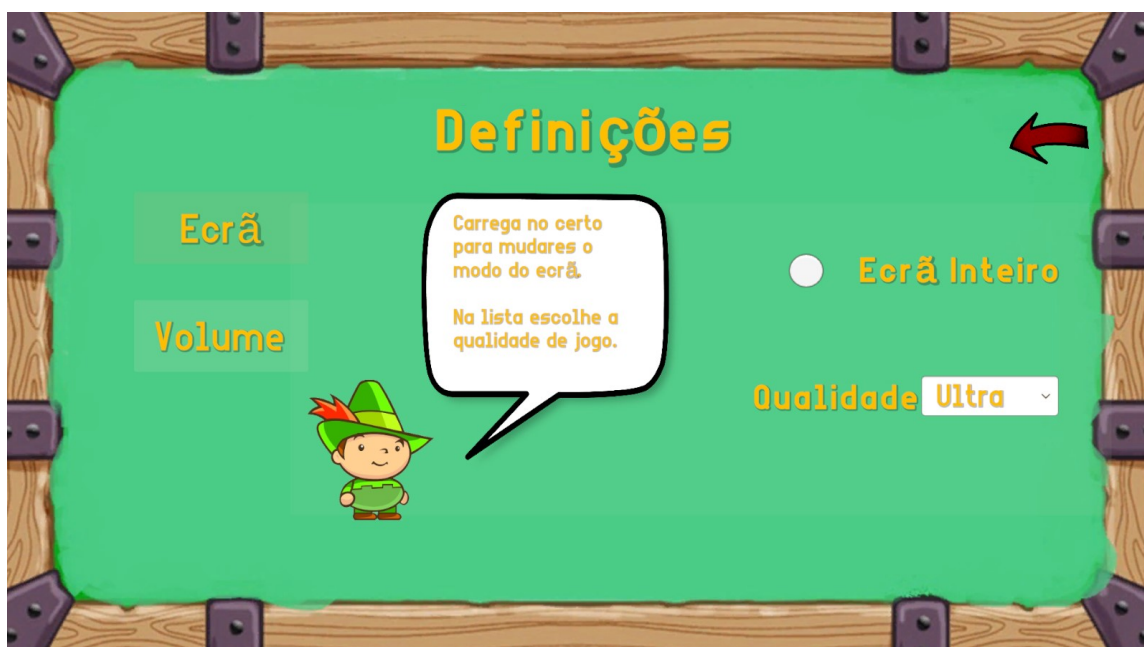 Definições
Ecrã
Volume
Carrega no certo
para mudares o
modo do ecrã.
Na lista escolhe a
qualidade de jogo.
Ecrã Inteiro
Qualidade Ultra